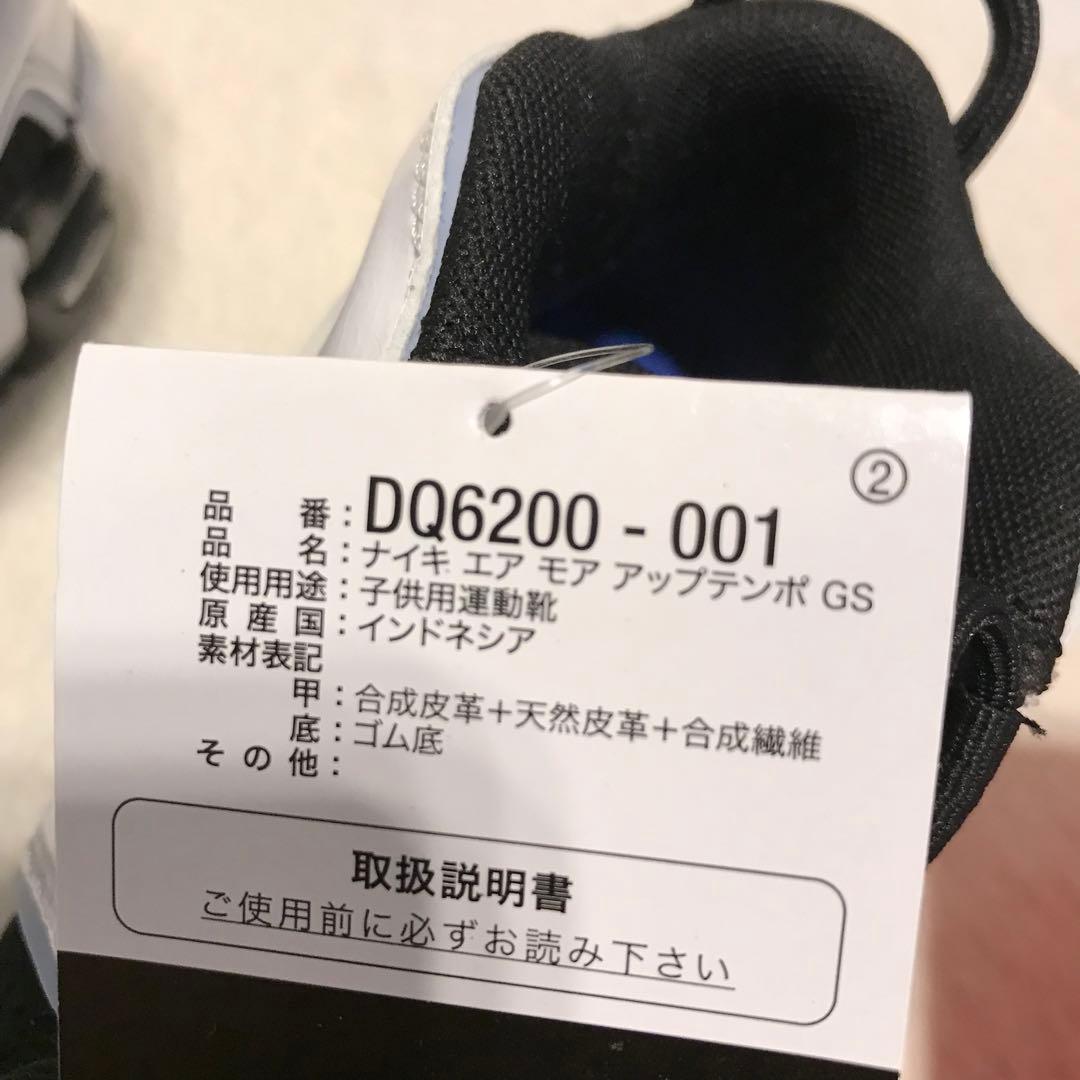 ②
品番：DQ6200 - 001
品名：ナイキ エア モア アップテンポ GS
使用用途：子供用運動靴
原産国：インドネシア
素材表記
甲：合成皮革＋天然皮革＋合成繊維
底：ゴム底
その他：
取扱説明書
ご使用前に必ずお読み下さい